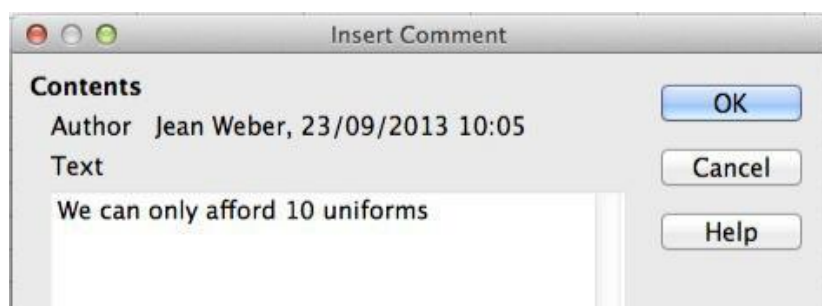 Insert Comment
Contents
Author Jean Weber, 23/09/2013 10:05
Text
We can only afford 10 uniforms
OK
Cancel
Help